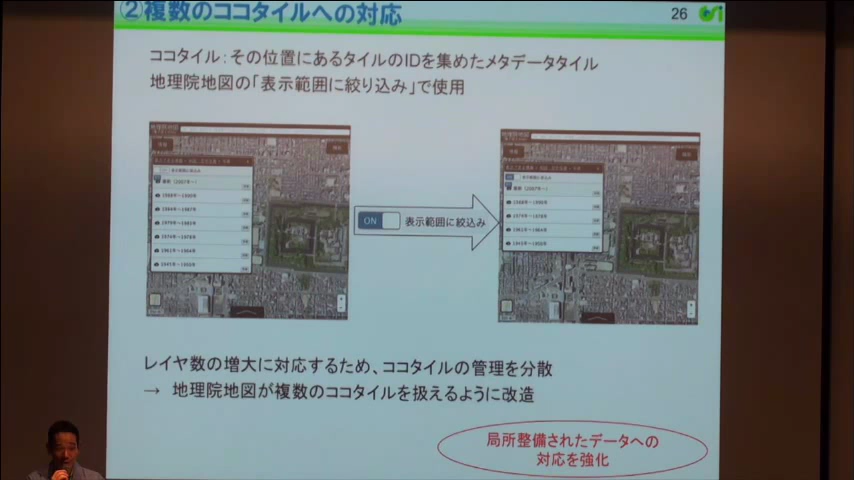 ②複数のココタイルへの対応
26
ココタイル：その位置にあるタイルのIDを集めたメタデータタイル
地理院地図の「表示範囲に絞り込み」で使用
ON 表示範囲に絞込み
レイヤ数の増大に対応するため、ココタイルの管理を分散
→ 地理院地図が複数のココタイルを扱えるように改造
局所整備されたデータへの
対応を強化